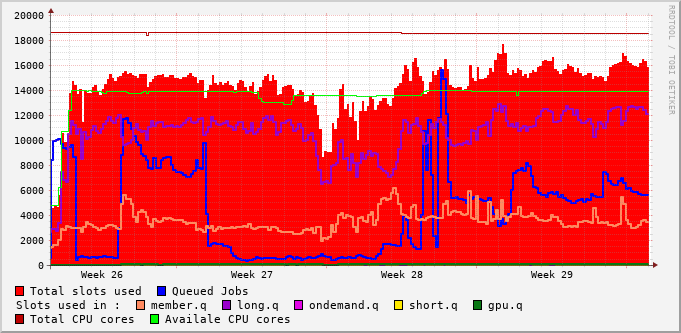 20000
18000
16000
14000
12000
10000
8000
6000
4000
2000
0
Week 26 Week 27 Week 28 Week 29
Total slots used Queued Jobs
Slots used in : member.q long.q ondemand.q short.q gpu.q
Total CPU cores Availale CPU cores
RRDTOOL / TOBI OETIKER